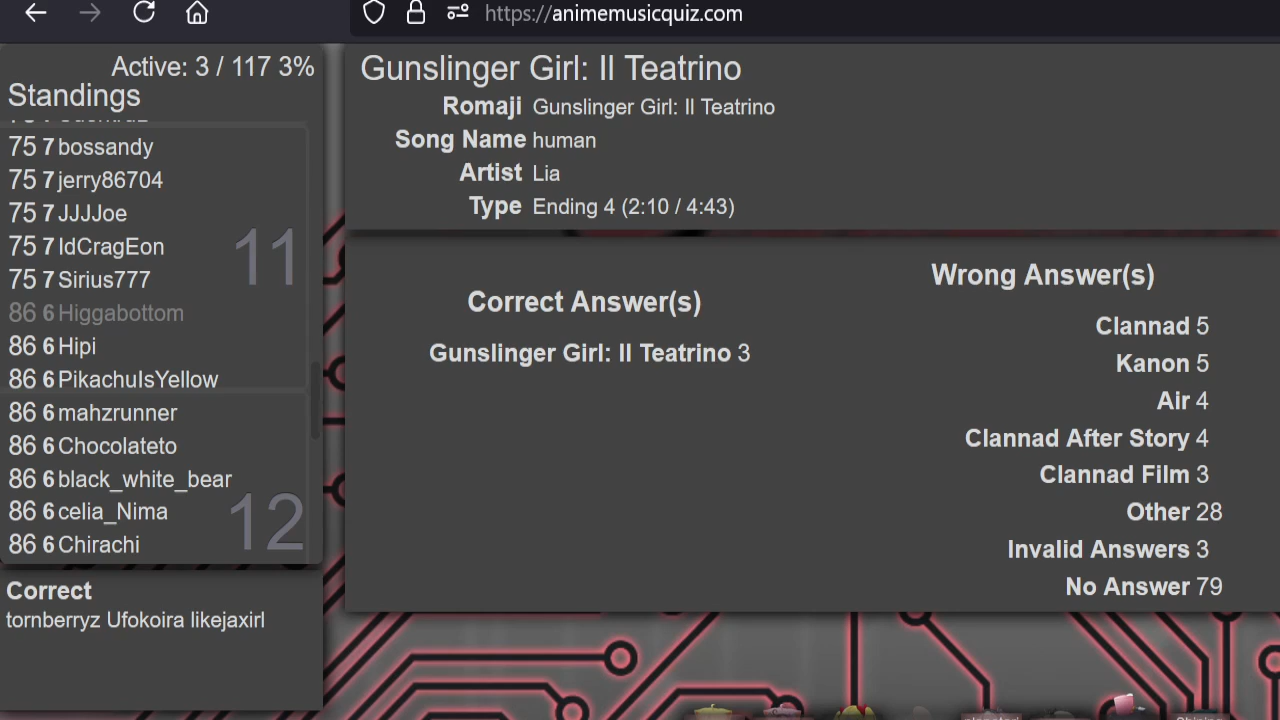 https://animemusicquiz.com
Active: 3 / 117 3%
Standings
75 7 bossandy
75 7 jerry86704
75 7 JJJJoe
75 7 IdCragEon
75 7 Sirius777
11
86 6 Higgabottom
86 6 Hipi
86 6 PikachuIsYellow
86 6 mahzrunner
86 6 Chocolateto
86 6 black_white_bear
86 6 celia_Nima
86 6 Chirachi
12
Correct
tornberryz Ufokoira likejaxirl
Gunslinger Girl: Il Teatrino
Romaji Gunslinger Girl: Il Teatrino
Song Name human
Artist Lia
Type Ending 4 (2:10 / 4:43)
Correct Answer(s)
Gunslinger Girl: Il Teatrino 3
Wrong Answer(s)
Clannad 5
Kanon 5
Air 4
Clannad After Story 4
Clannad Film 3
Other 28
Invalid Answers 3
No Answer 79